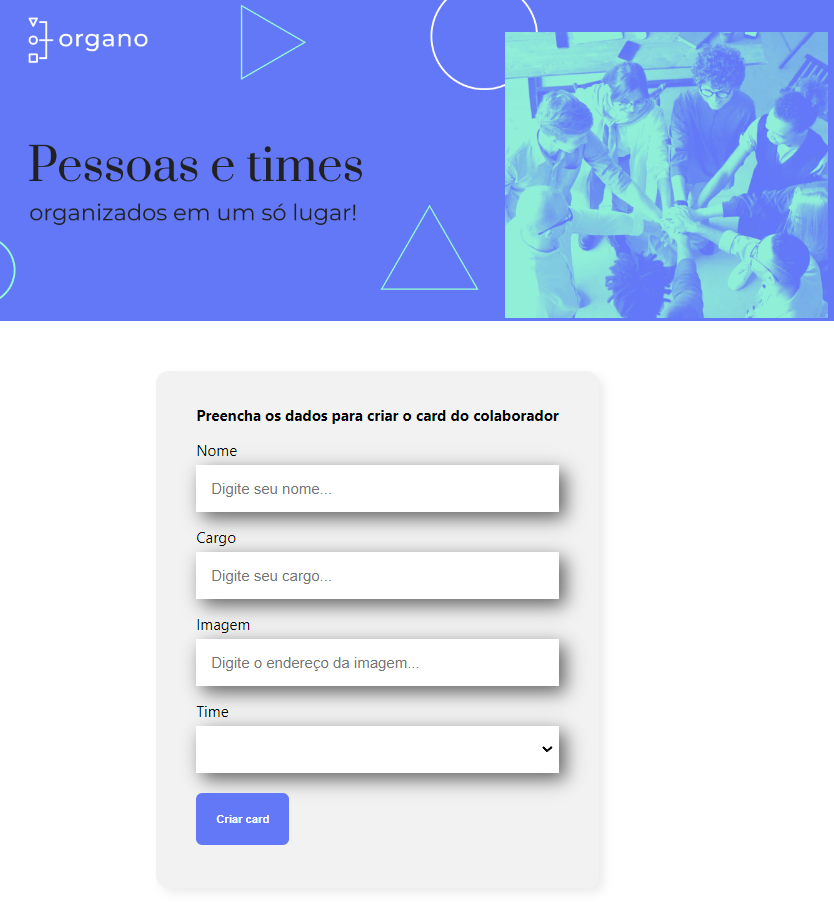 organo
Pessoas e times
organizados em um só lugar!
Preencha os dados para criar o card do colaborador
Nome
Digite seu nome...
Cargo
Digite seu cargo...
Imagem
Digite o endereço da imagem...
Time
Criar card